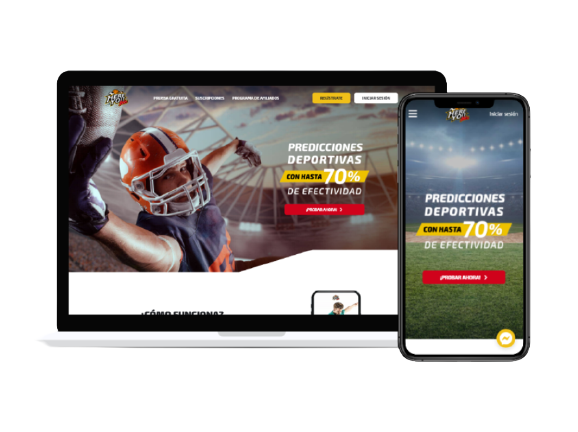 PRUEBA GRATUITA SUSCRIPCIONES PROGRAMA DE AFILIADOS REGÍSTRATE INICIAR SESIÓN
PREDICCIONES
DEPORTIVAS
CON HASTA 70%
DE EFECTIVIDAD
¡PROBAR AHORA!
¿CÓMO FUNCIONA?
Iniciar sesión
PREDICCIONES
DEPORTIVAS
CON HASTA 70%
DE EFECTIVIDAD
¡PROBAR AHORA!